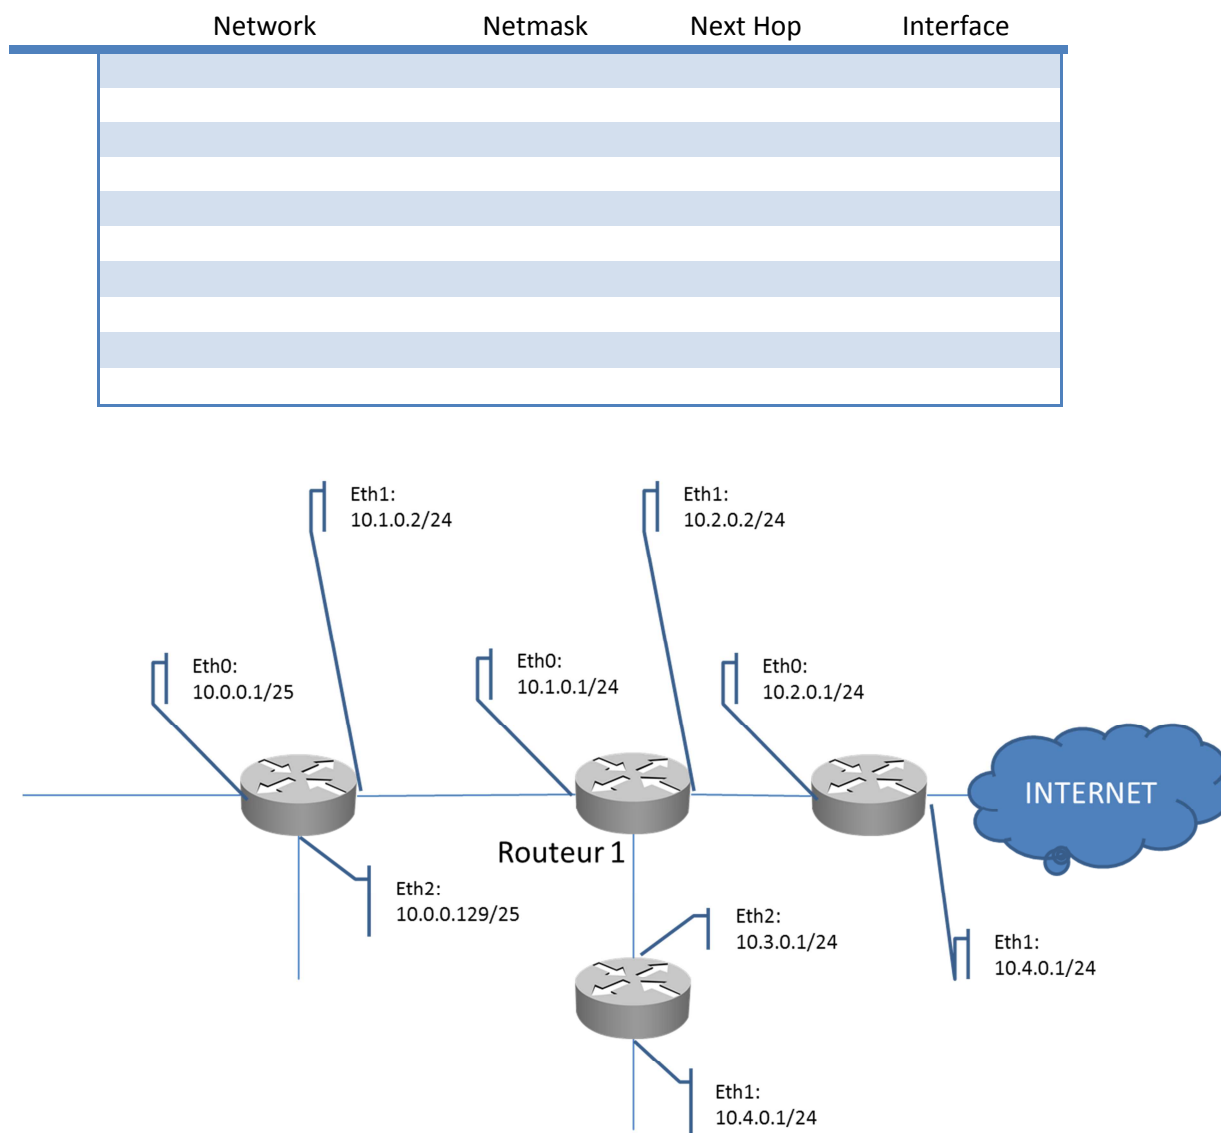 Network Netmask Next Hop Interface
Eth1:
10.1.0.2/24
Eth1:
10.2.0.2/24
Eth0:
10.0.0.1/25
Eth0:
10.1.0.1/24
Eth0:
10.2.0.1/24
INTERNET
Routeur 1
Eth2:
10.0.0.129/25
Eth2:
10.3.0.1/24
Eth1:
10.4.0.1/24
Eth1:
10.4.0.1/24